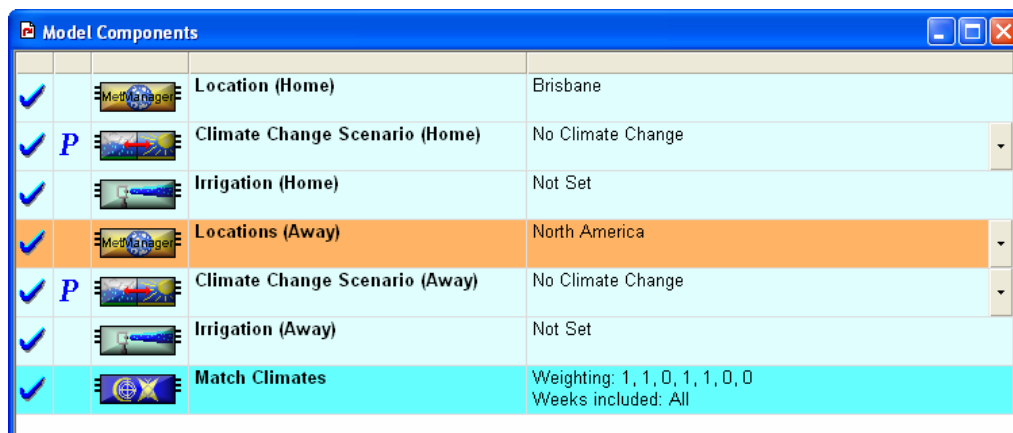 Model Components
MetManager Location (Home) Brisbane
P Climate Change Scenario (Home) No Climate Change
Irrigation (Home) Not Set
MetManager Locations (Away) North America
P Climate Change Scenario (Away) No Climate Change
Irrigation (Away) Not Set
Match Climates Weighting: 1, 1, 0, 1, 1, 0, 0
Weeks included: All